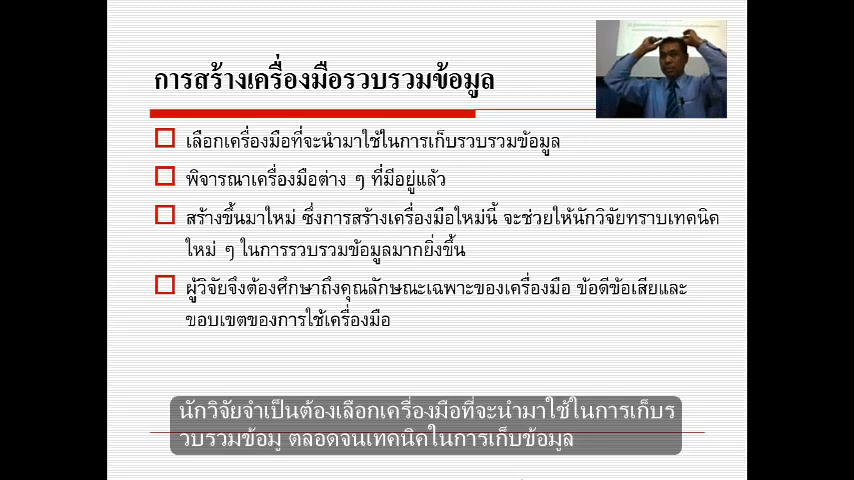 การสร้างเครื่องมือรวบรวมข้อมูล
เลือกเครื่องมือที่จะนำมาใช้ในการเก็บรวบรวมข้อมูล
พิจารณาเครื่องมือต่าง ๆ ที่มีอยู่แล้ว
สร้างขึ้นมาใหม่ ซึ่งการสร้างเครื่องมือใหม่นี้ จะช่วยให้นักวิจัยทราบเทคนิค
ใหม่ ๆ ในการรวบรวมข้อมูลมากยิ่งขึ้น
ผู้วิจัยจึงต้องศึกษาถึงคุณลักษณะเฉพาะของเครื่องมือ ข้อดีข้อเสียและ
ขอบเขตของการใช้เครื่องมือ
นักวิจัยจำเป็นต้องเลือกเครื่องมือที่จะนำมาใช้ในการเก็บร
วบรวมข้อมู ตลอดจนเทคนิคในการเก็บข้อมูล